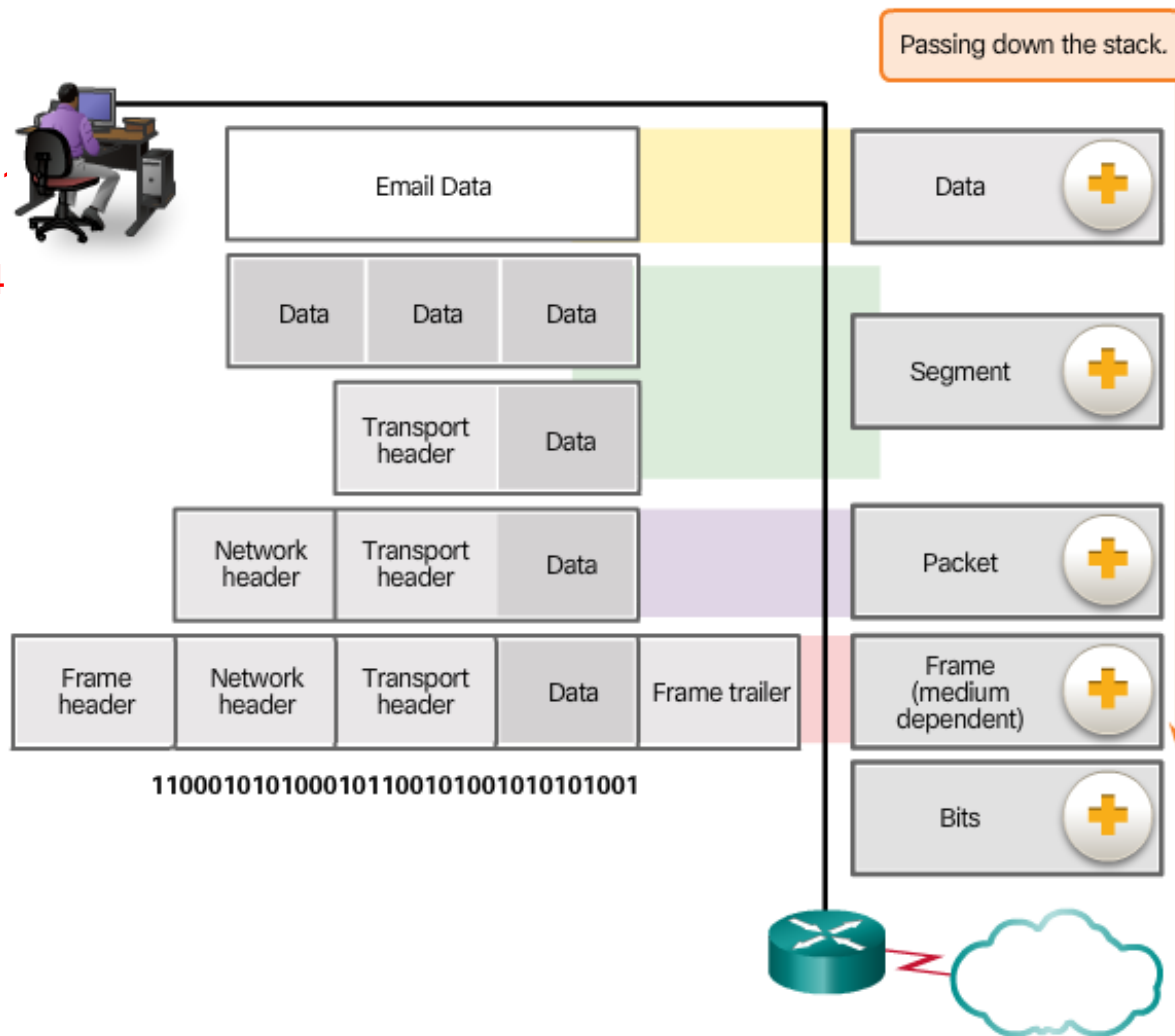 Passing down the stack.
Email Data
Data
Data
Data
Data
Segment
Transport
header
Data
Network
header
Transport
header
Data
Packet
Frame
header
Network
header
Transport
header
Data
Frame trailer
Frame
(medium
dependent)
11000101010001011001010010101010​01
Bits